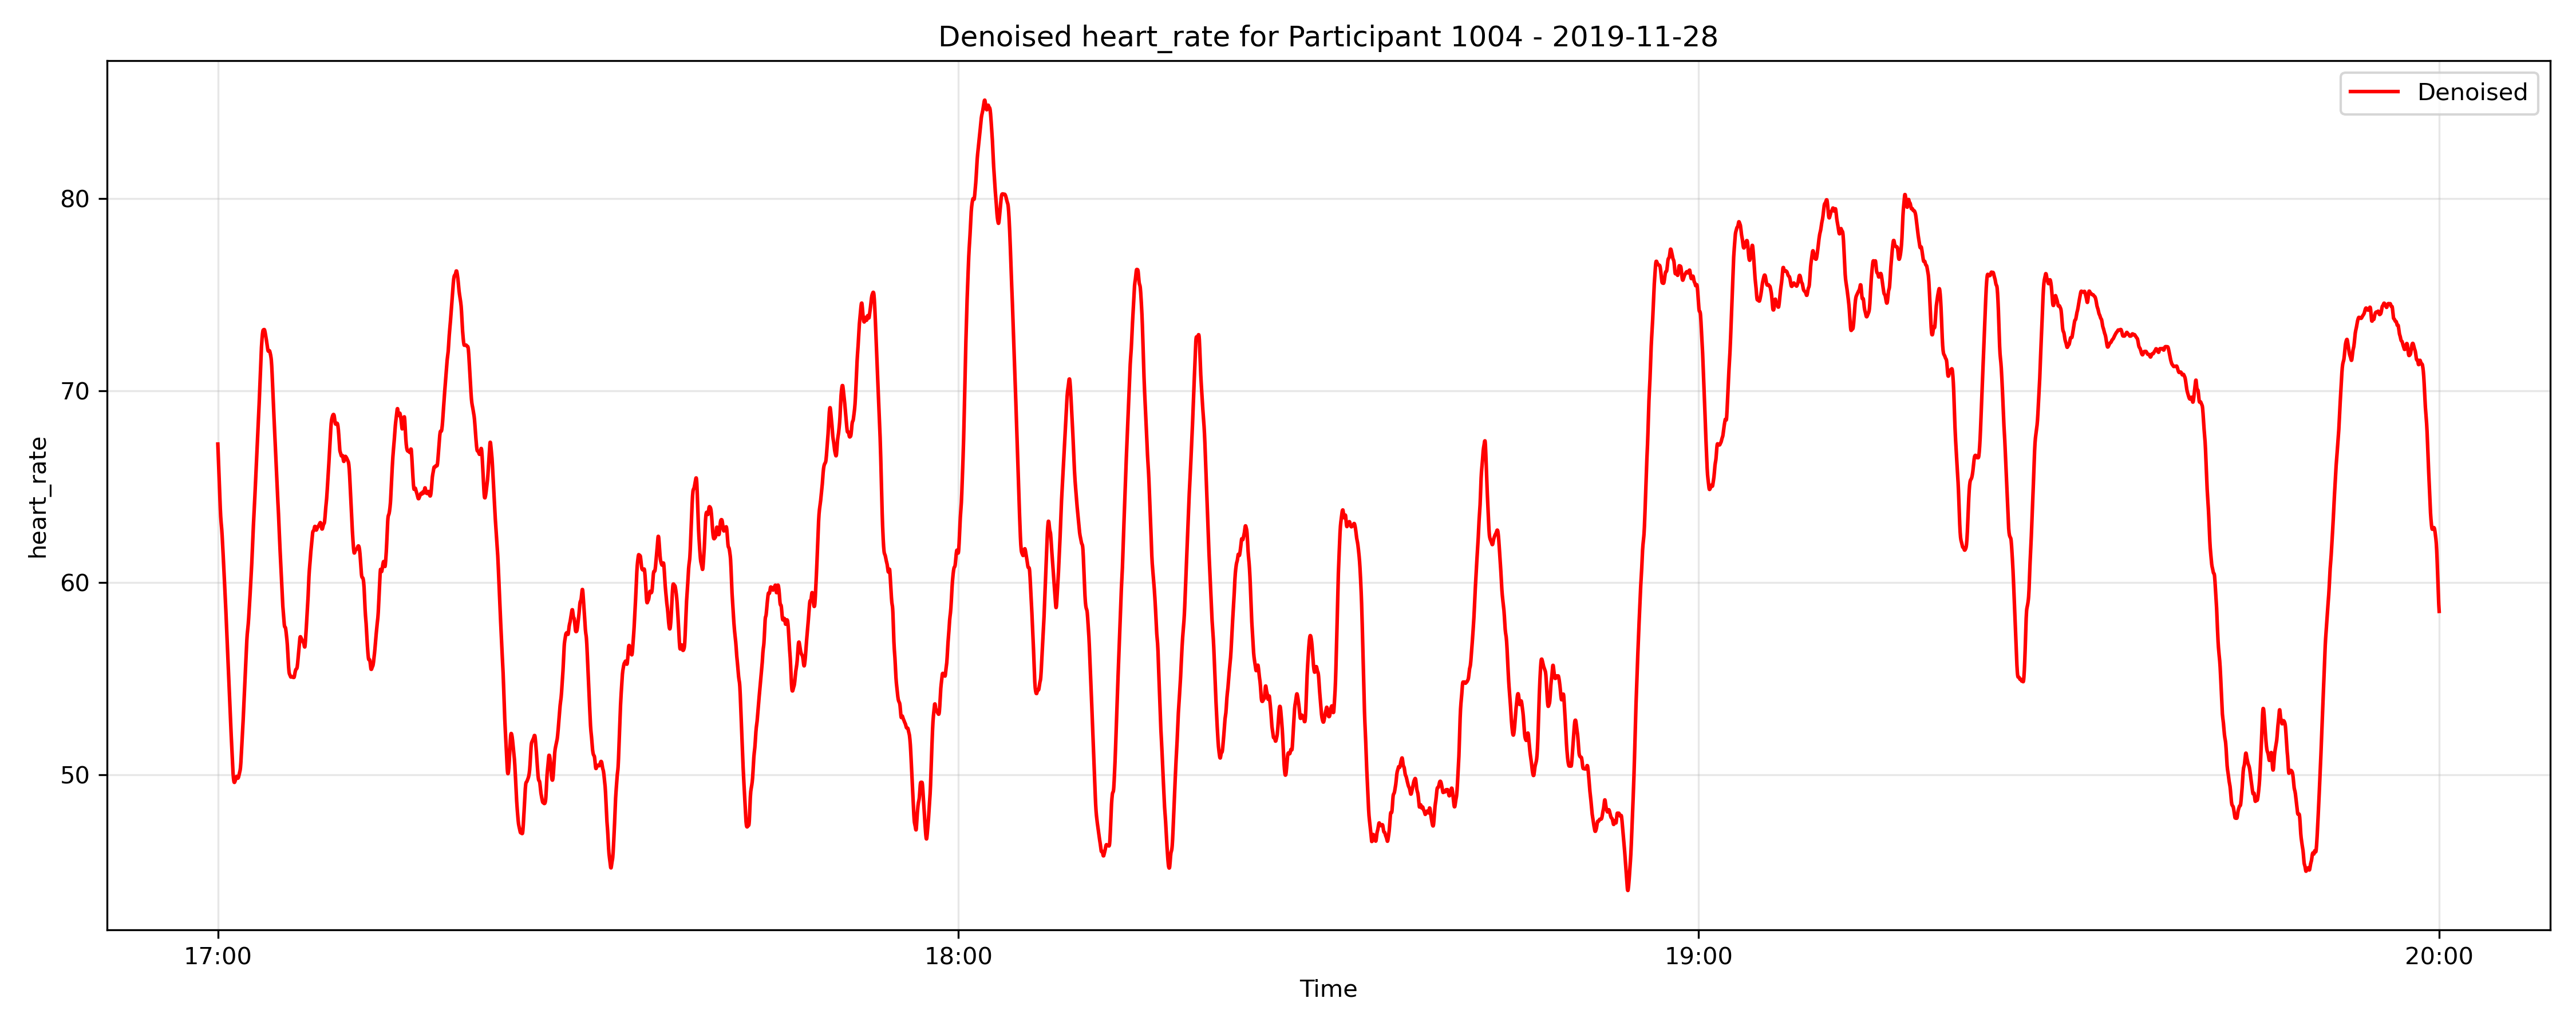 Denoised heart_rate for Participant 1004 - 2019-11-28
Denoised
heart_rate
80
70
60
50
17:00
18:00
19:00
20:00
Time